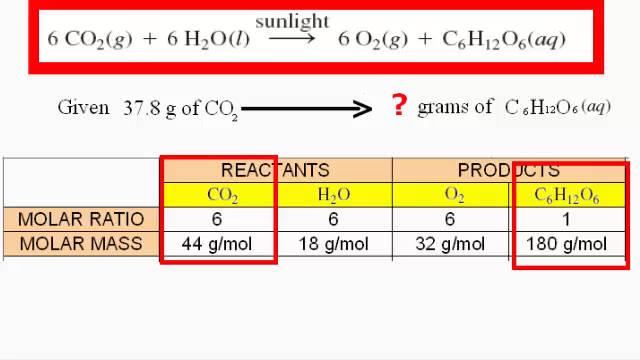 sunlight
6 CO₂(g) + 6 H₂O(l) ⟶ 6 O₂(g) + C₆H₁₂O₆(aq)
Given 37.8 g of CO₂ ⟶ ? grams of C₆H₁₂O₆(aq)
REACTANTS PRODUCTS
CO₂ H₂O O₂ C₆H₁₂O₆
MOLAR RATIO 6 6 6 1
MOLAR MASS 44 g/mol 18 g/mol 32 g/mol 180 g/mol